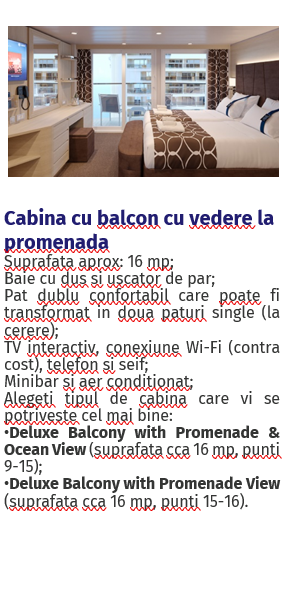 Cabina cu balcon cu vedere la
promenada
Suprafata aprox: 16 mp;
Baie cu dus si uscator de par;
Pat dublu confortabil care poate fi
transformat in doua paturi single (la
cerere);
TV interactiv, conexiune Wi-Fi (contra
cost), telefon si seif;
Minibar si aer conditionat;
Alegeti tipul de cabina care vi se
potriveste cel mai bine:
•Deluxe Balcony with Promenade &
Ocean View (suprafata cca 16 mp, punti
9-15);
•Deluxe Balcony with Promenade View
(suprafata cca 16 mp, punti 15-16).